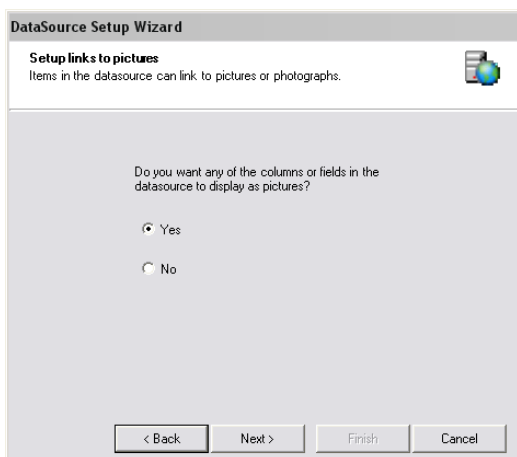 DataSource Setup Wizard
Setup links to pictures
Items in the datasource can link to pictures or photographs.
Do you want any of the columns or fields in the
datasource to display as pictures?
Yes
No
< Back Next > Finish Cancel